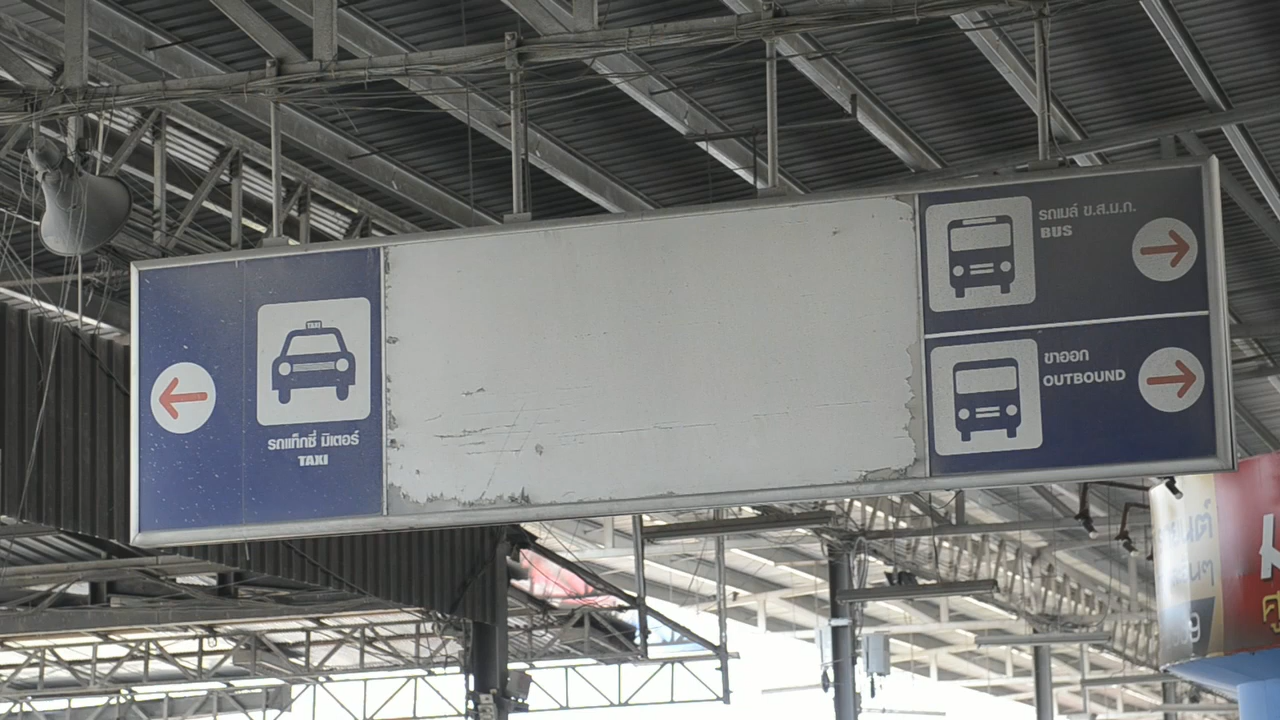 TAXI
รถแท็กซี่ มิเตอร์
TAXI
รถเมล์ ข.ส.ม.ก.
BUS
ขาออก
OUTBOUND